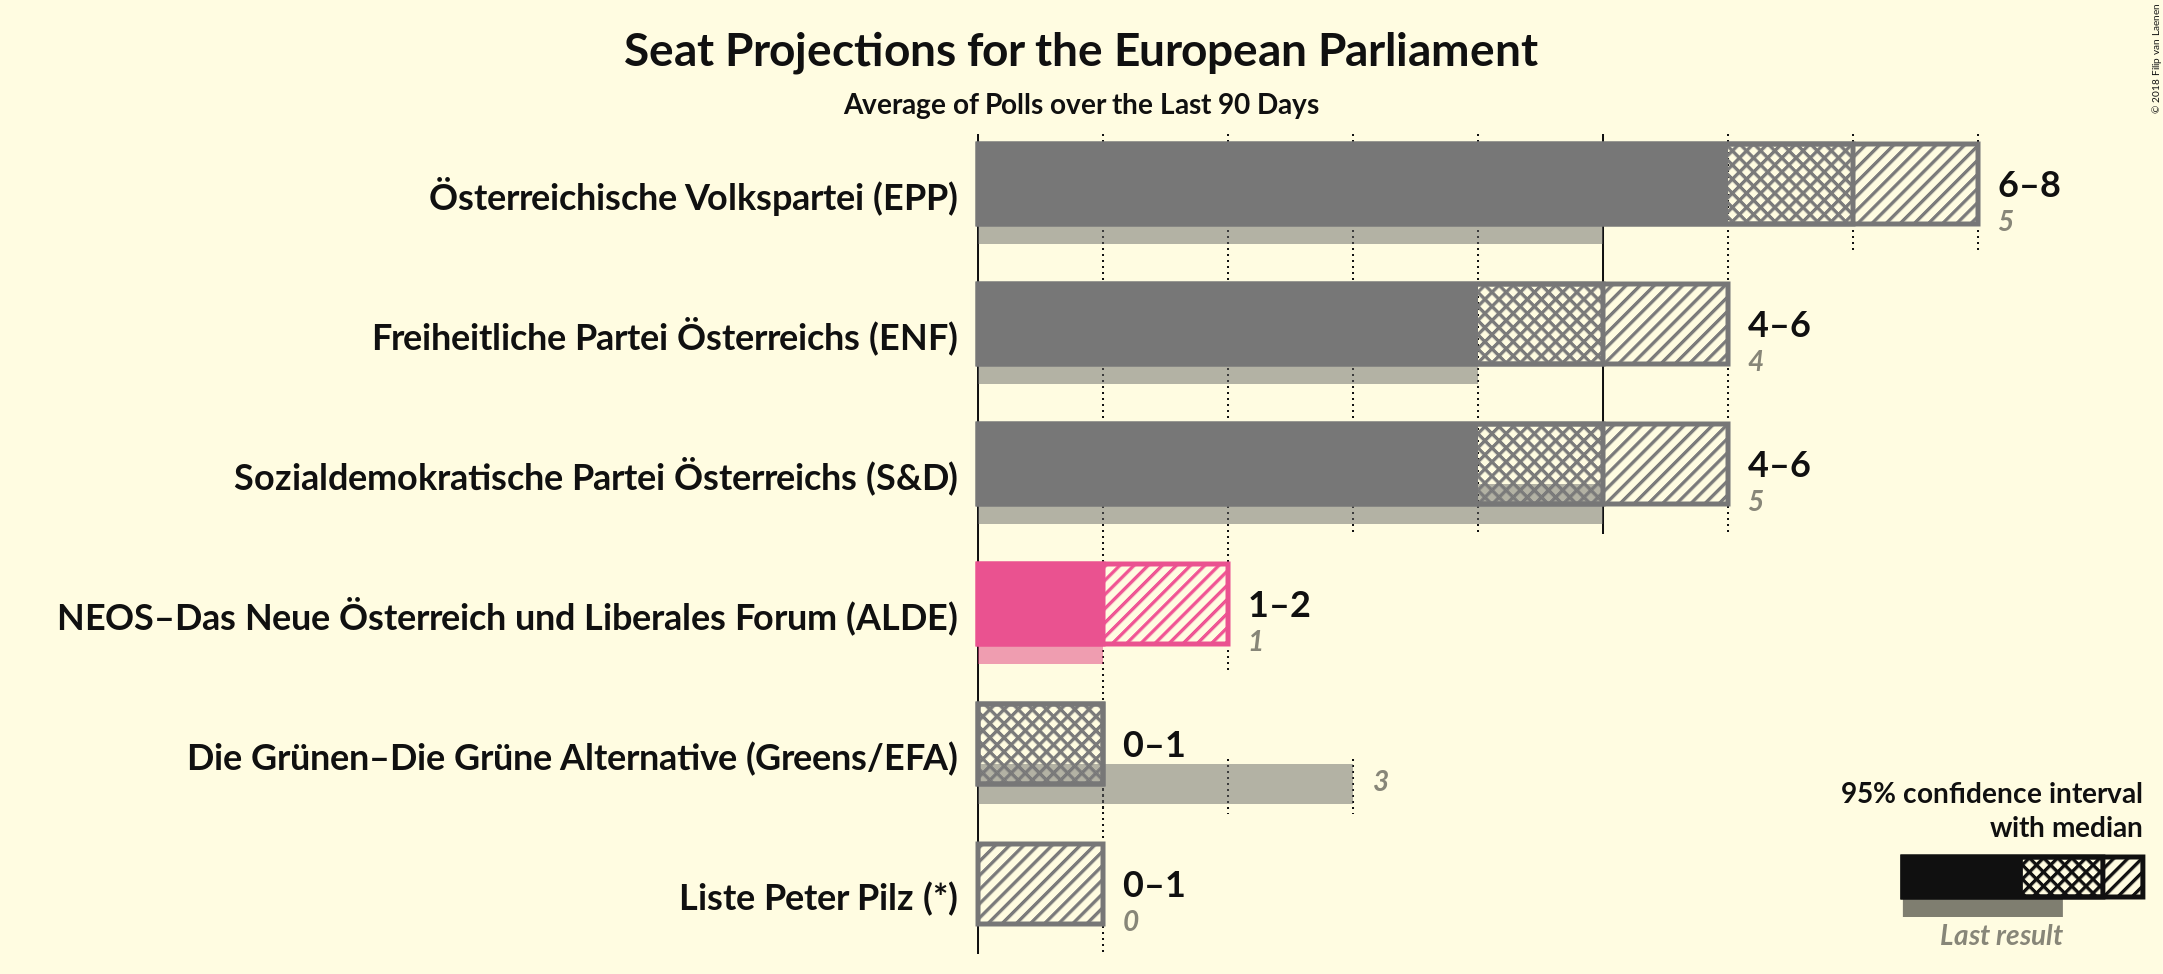 Seat Projections for the European Parliament
Average of Polls over the Last 90 Days
© 2018 Filip van Laenen
Österreichische Volkspartei (EPP)
6–8
5
Freiheitliche Partei Österreichs (ENF)
4–6
4
Sozialdemokratische Partei Österreichs (S&D)
4–6
5
NEOS–Das Neue Österreich und Liberales Forum (ALDE)
1–2
1
Die Grünen–Die Grüne Alternative (Greens/EFA)
0–1
3
Liste Peter Pilz (*)
0–1
0
95% confidence interval
with median
Last result